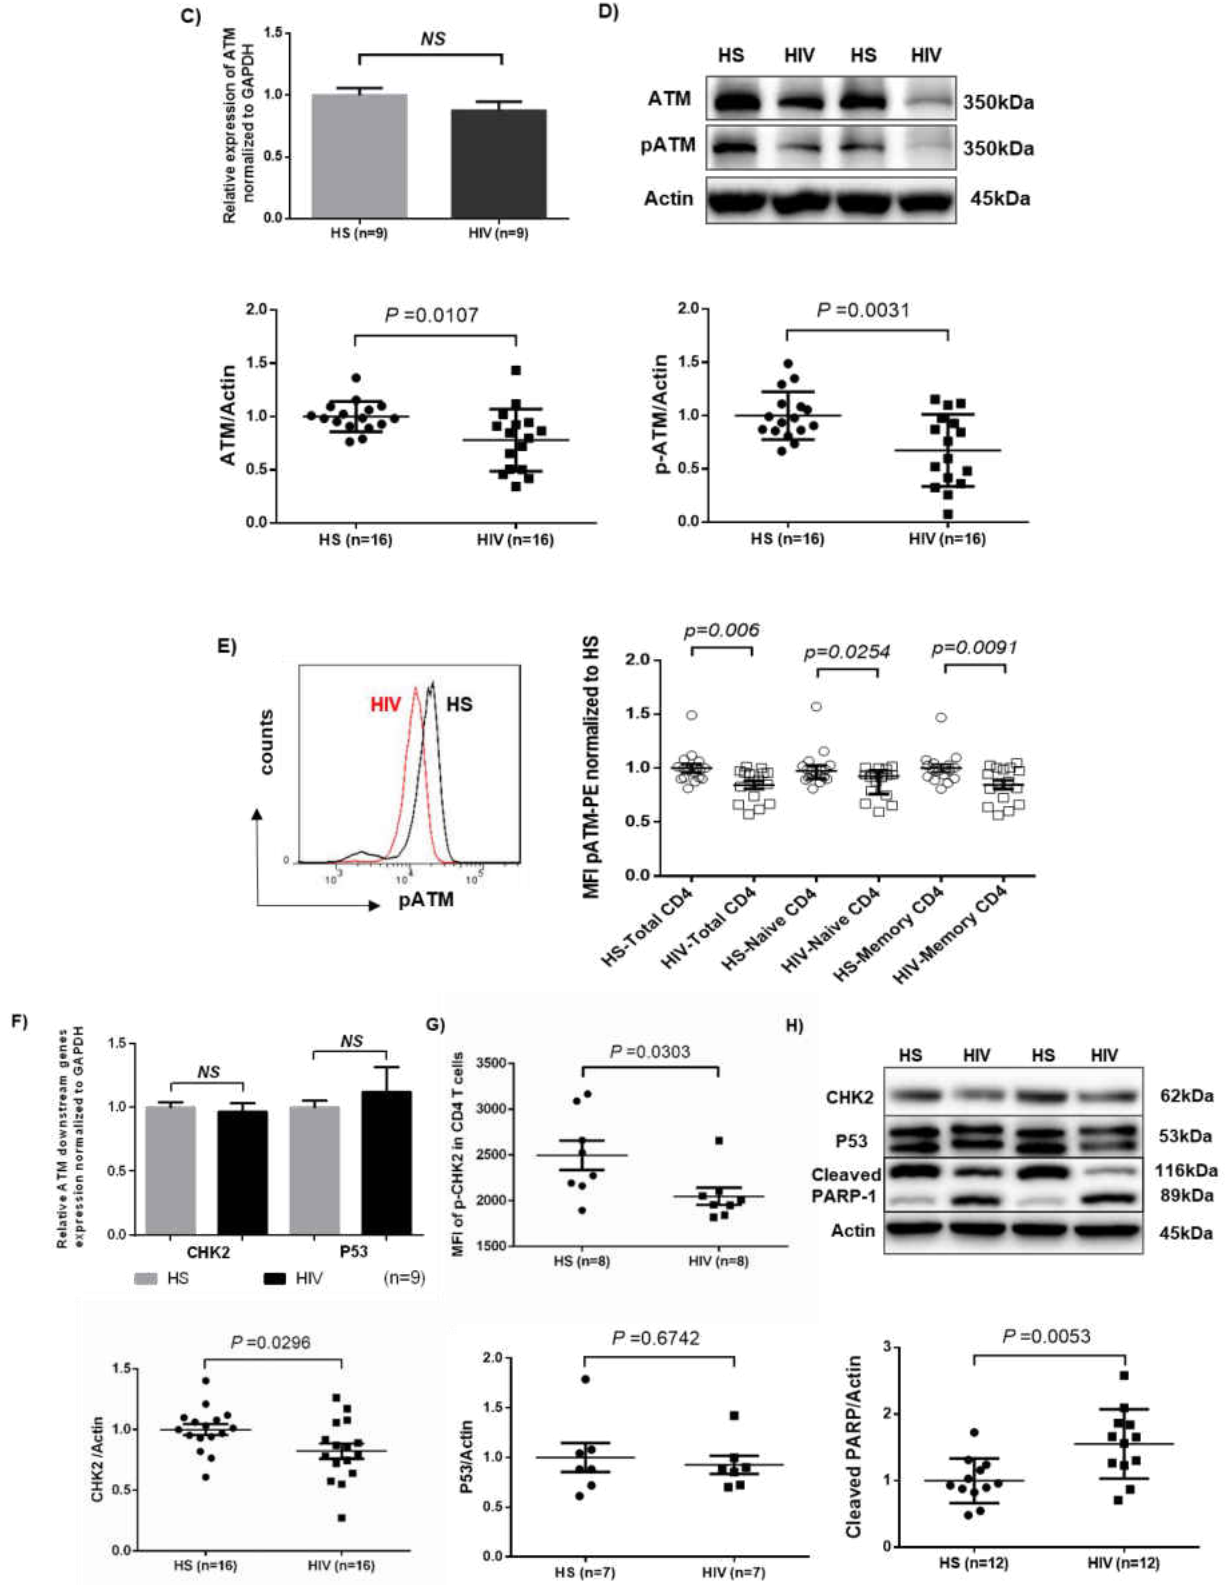 C)
Relative expression of ATM
normalized to GAPDH
1.5
1.0
0.5
0.0
NS
HS (n=9)
HIV (n=9)
D)
HS HIV HS HIV
ATM 350kDa
pATM 350kDa
Actin 45kDa
ATM/Actin
2.0
1.5
1.0
0.5
0.0
P =0.0107
HS (n=16)
HIV (n=16)
p-ATM/Actin
2.0
1.5
1.0
0.5
0.0
P =0.0031
HS (n=16)
HIV (n=16)
E)
counts
HIV
HS
0
10³
10⁴
10⁵
pATM
MFI pATM-PE normalized to HS
2.0
1.5
1.0
0.5
0.0
p=0.006
p=0.0254
p=0.0091
HS-Total CD4
HIV-Total CD4
HS-Naive CD4
HIV-Naive CD4
HS-Memory CD4
HIV-Memory CD4
F)
Relative ATM downstream genes
expression normalized to GAPDH
1.5
1.0
0.5
0.0
NS
NS
CHK2
P53
HS
HIV
(n=9)
G)
MFI of p-CHK2 in CD4 T cells
3500
3000
2500
2000
1500
P =0.0303
HS (n=8)
HIV (n=8)
H)
HS HIV HS HIV
CHK2 62kDa
P53 53kDa
Cleaved 116kDa
PARP-1 89kDa
Actin 45kDa
CHK2 /Actin
1.5
1.0
0.5
0.0
P =0.0296
HS (n=16)
HIV (n=16)
P53/Actin
2.0
1.5
1.0
0.5
0.0
P =0.6742
HS (n=7)
HIV (n=7)
Cleaved PARP/Actin
3
2
1
0
P =0.0053
HS (n=12)
HIV (n=12)